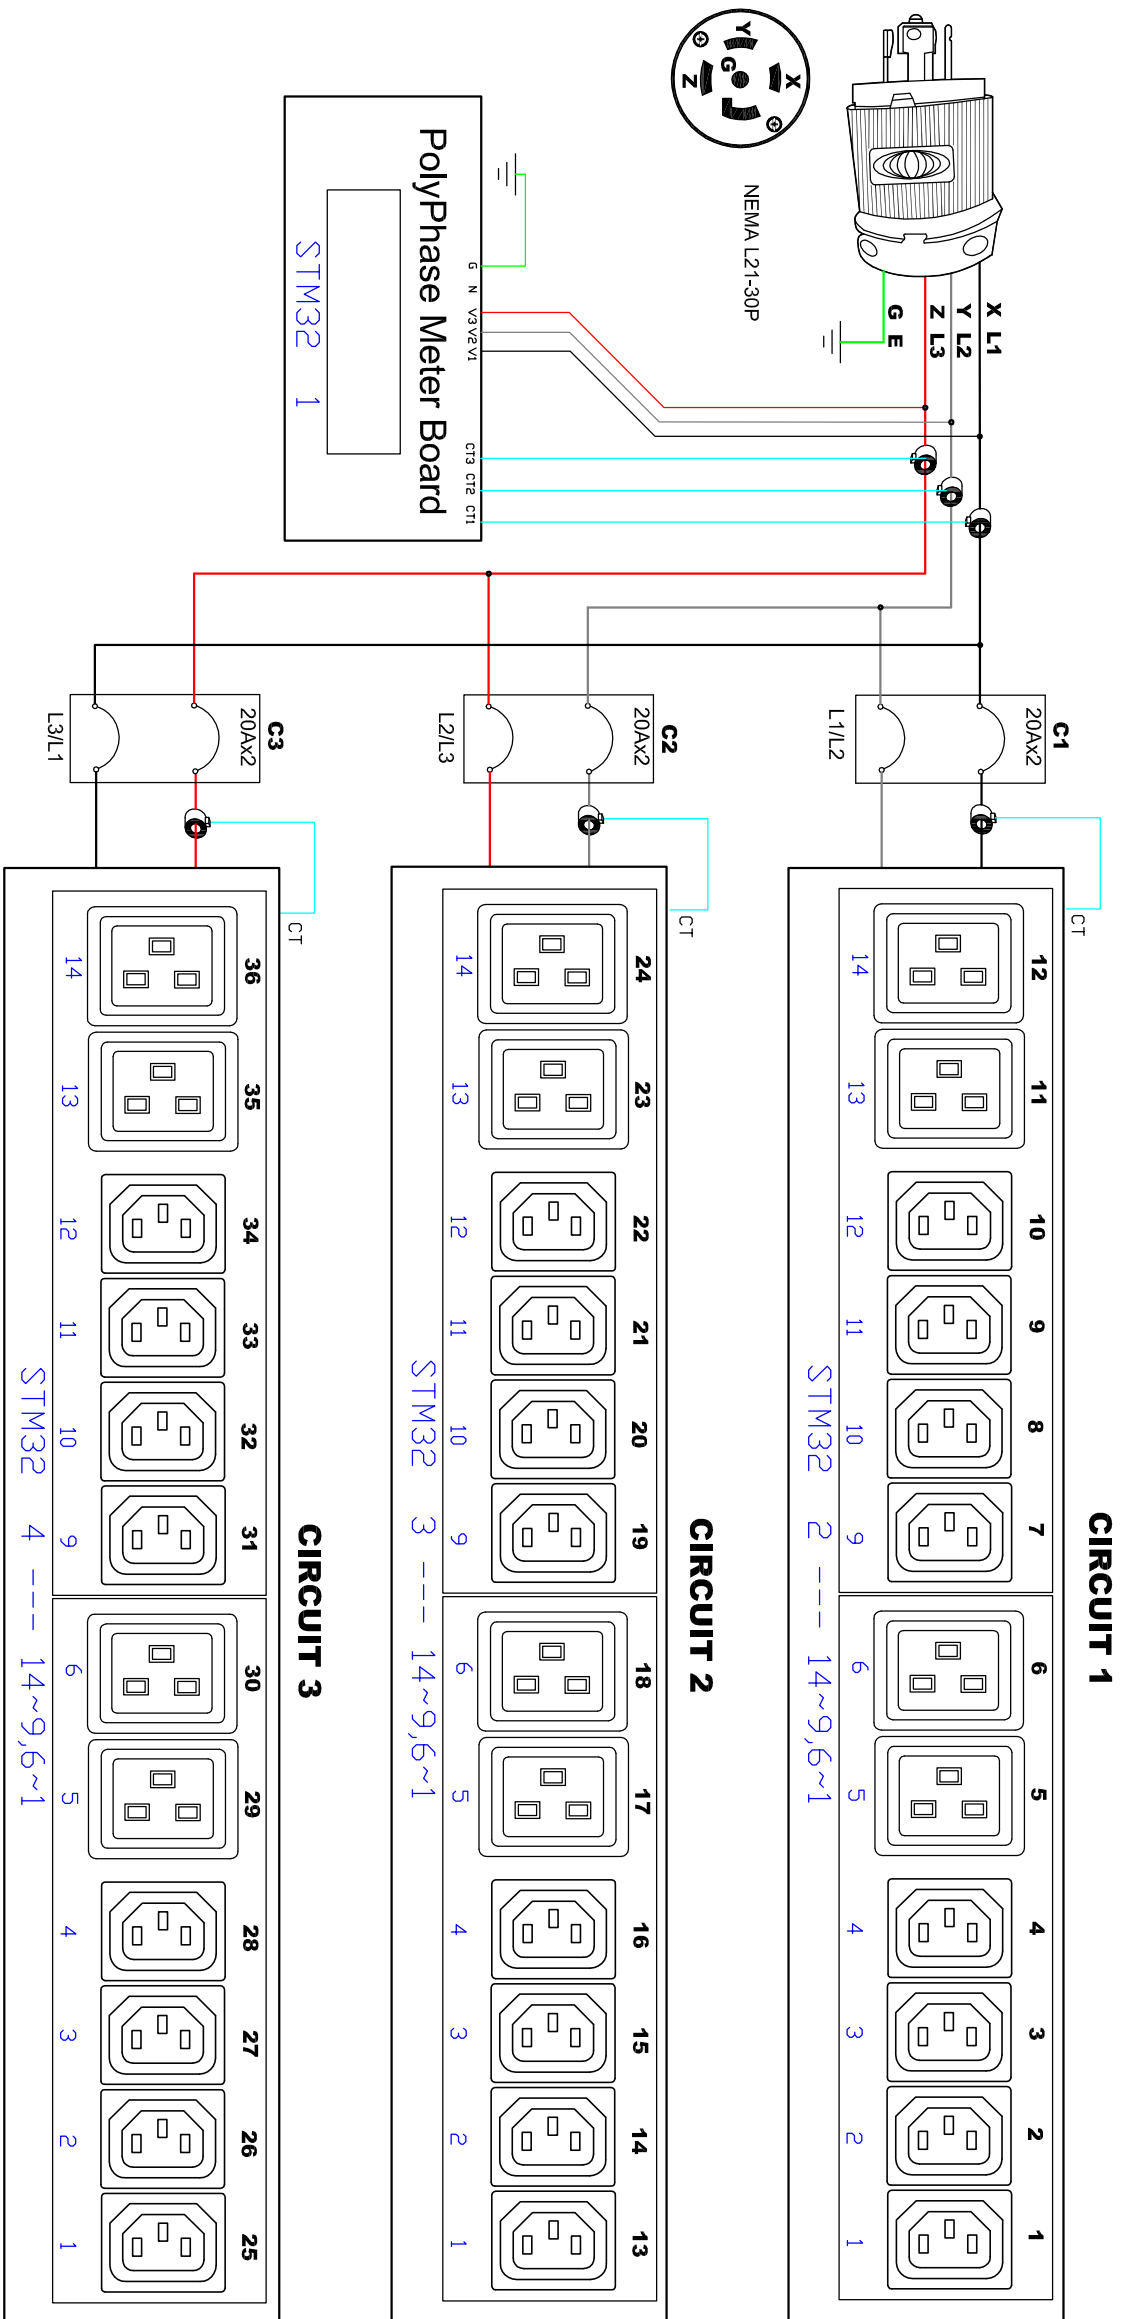 Y
X
G
Z
NEMA L21-30P
X L1
Y L2
Z L3
G E
PolyPhase Meter Board
STM32 1
G N V3 V2 V1 CT3 CT2 CT1
C1
20Ax2
L1/L2
CT
CIRCUIT 1
12 11 10 9 8 7 6 5 4 3 2 1
14 13 12 11 10 9 6 5 4 3 2 1
STM32 2 --- 14~9,6~1
C2
20Ax2
L2/L3
CT
CIRCUIT 2
24 23 22 21 20 19 18 17 16 15 14 13
14 13 12 11 10 9 6 5 4 3 2 1
STM32 3 --- 14~9,6~1
C3
20Ax2
L3/L1
CT
CIRCUIT 3
36 35 34 33 32 31 30 29 28 27 26 25
14 13 12 11 10 9 6 5 4 3 2 1
STM32 4 --- 14~9,6~1